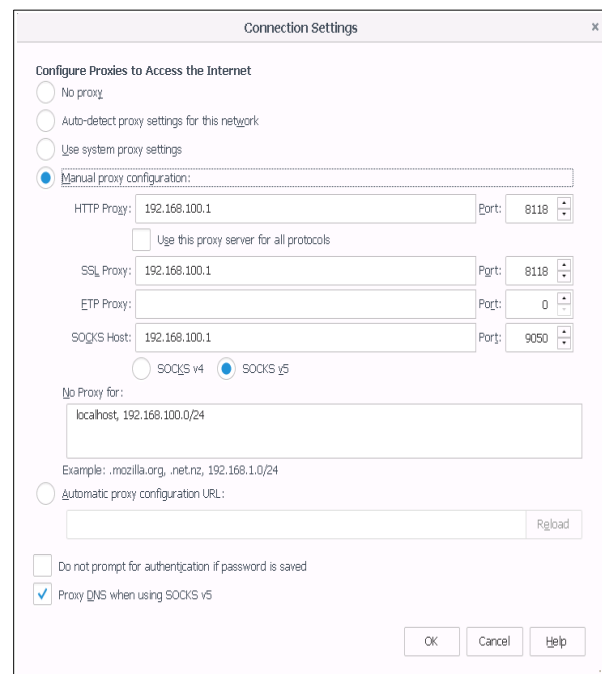 Connection Settings
×
Configure Proxies to Access the Internet
No proxy
Auto-detect proxy settings for this network
Use system proxy settings
Manual proxy configuration:
HTTP Proxy: 192.168.100.1 Port: 8118
Use this proxy server for all protocols
SSL Proxy: 192.168.100.1 Port: 8118
FTP Proxy: Port: 0
SOCKS Host: 192.168.100.1 Port: 9050
SOCKS v4 SOCKS v5
No Proxy for:
localhost, 192.168.100.0/24
Example: .mozilla.org, .net.nz, 192.168.1.0/24
Automatic proxy configuration URL:
Reload
Do not prompt for authentication if password is saved
Proxy DNS when using SOCKS v5
OK Cancel Help